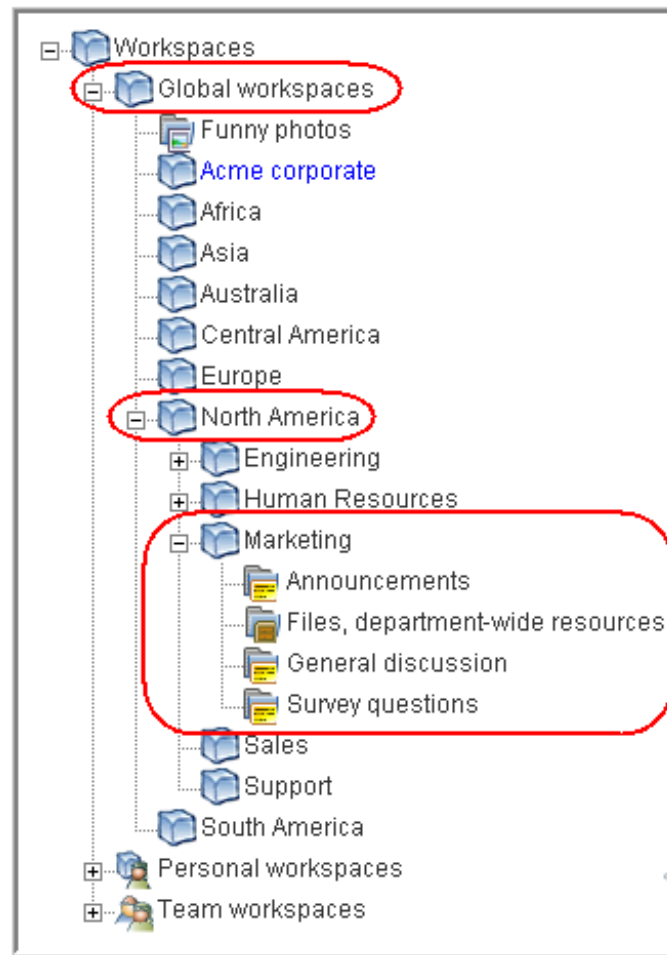 Workspaces
Global workspaces
Funny photos
Acme corporate
Africa
Asia
Australia
Central America
Europe
North America
Engineering
Human Resources
Marketing
Announcements
Files, department-wide resources
General discussion
Survey questions
Sales
Support
South America
Personal workspaces
Team workspaces